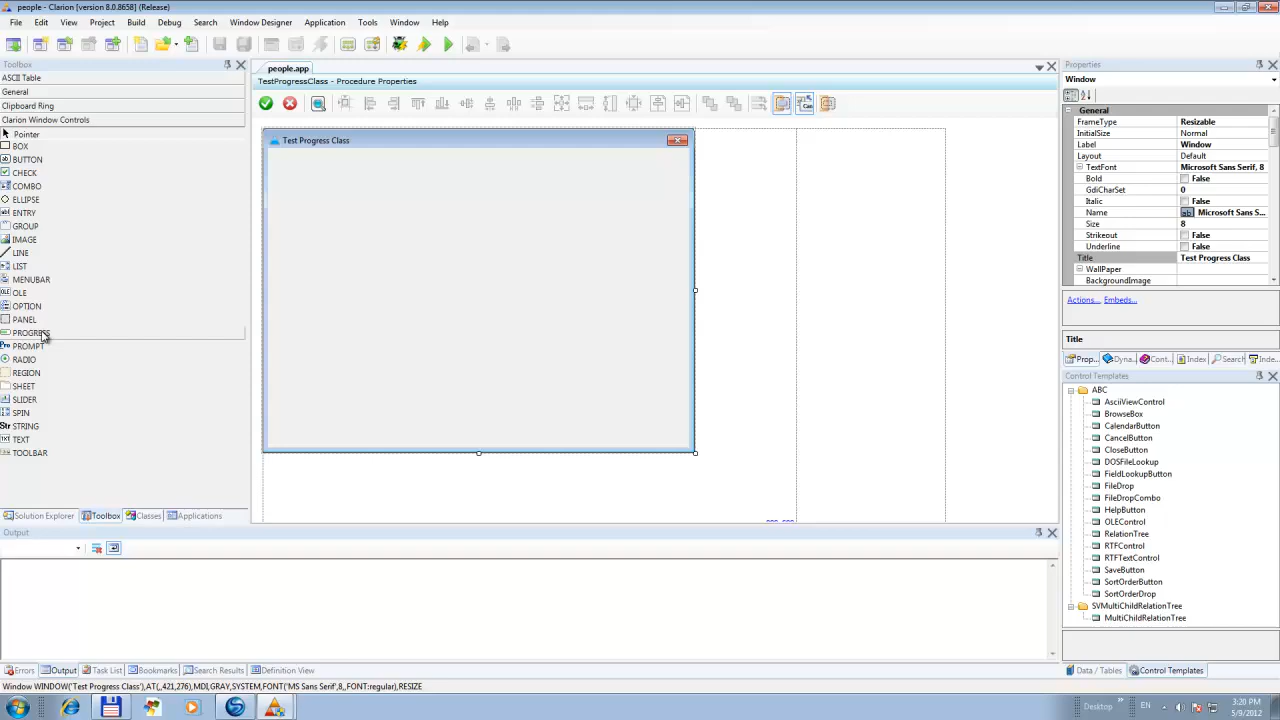 people - Clarion [version 8.0.8658] (Release)
File Edit View Project Build Debug Search Window Designer Application Tools Window Help
Toolbox
ASCII Table
General
Clipboard Ring
Clarion Window Controls
Pointer
BOX
BUTTON
CHECK
COMBO
ELLIPSE
ENTRY
GROUP
IMAGE
LINE
LIST
MENUBAR
OLE
OPTION
PANEL
PROGRESS
PROMPT
RADIO
REGION
SHEET
SLIDER
SPIN
STRING
TEXT
TOOLBAR
Solution Explorer Toolbox Classes Applications
people.app
TestProgressClass - Procedure Properties
Test Progress Class
Properties
Window
General
FrameType Resizable
InitialSize Normal
Label Window
Layout Default
TextFont Microsoft Sans Serif, 8
Bold False
GdiCharSet 0
Italic False
Name ab Microsoft Sans S...
Size 8
Strikeout False
Underline False
Title Test Progress Class
WallPaper
BackgroundImage
Actions... Embeds...
Title
Prop... Dyna... Cont... Index Search Inde...
Control Templates
ABC
AsciiViewControl
BrowseBox
CalendarButton
CancelButton
CloseButton
DOSFileLookup
FieldLookupButton
FileDrop
FileDropCombo
HelpButton
OLEControl
RelationTree
RTFControl
RTFTextControl
SaveButton
SortOrderButton
SortOrderDrop
SVMultiChildRelationTree
MultiChildRelationTree
Data / Tables Control Templates
Output
Errors Output Task List Bookmarks Search Results Definition View
Window WINDOW('Test Progress Class'),AT(,,421,276),MDI,GRAY,SYSTEM,FONT('MS Sans Serif',8,,FONT:regular),RESIZE
Desktop EN 3:20 PM
5/9/2012